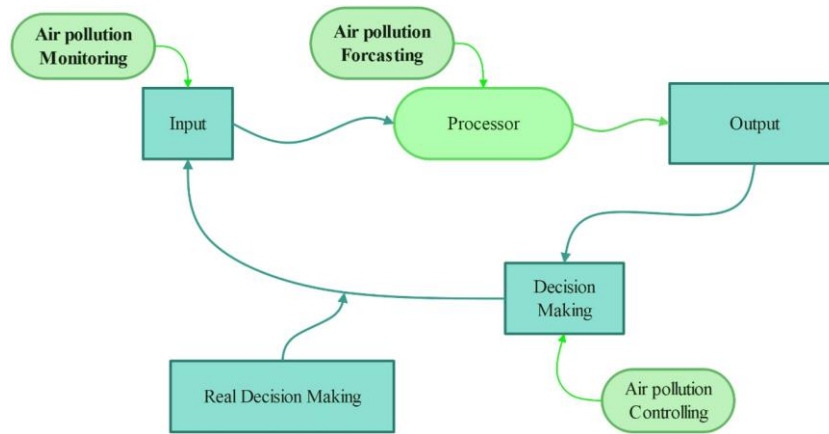 Air pollution
Monitoring
Air pollution
Forcasting
Input
Processor
Output
Decision
Making
Real Decision Making
Air pollution
Controlling